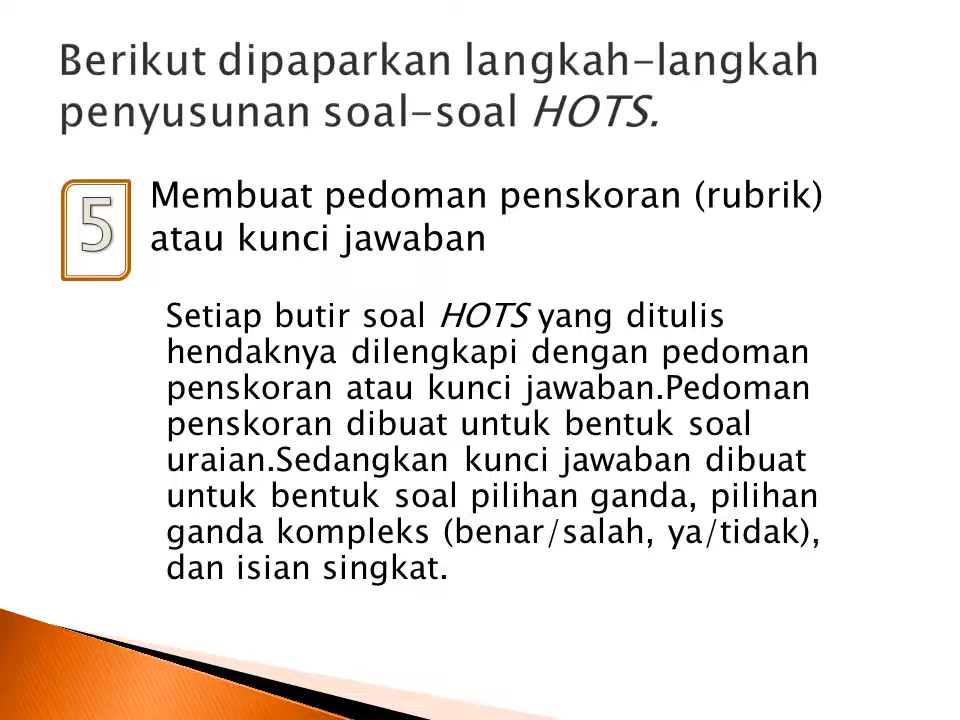 Berikut dipaparkan langkah-langkah
penyusunan soal-soal HOTS.
5
Membuat pedoman penskoran (rubrik)
atau kunci jawaban
Setiap butir soal HOTS yang ditulis
hendaknya dilengkapi dengan pedoman
penskoran atau kunci jawaban.Pedoman
penskoran dibuat untuk bentuk soal
uraian.Sedangkan kunci jawaban dibuat
untuk bentuk soal pilihan ganda, pilihan
ganda kompleks (benar/salah, ya/tidak),
dan isian singkat.